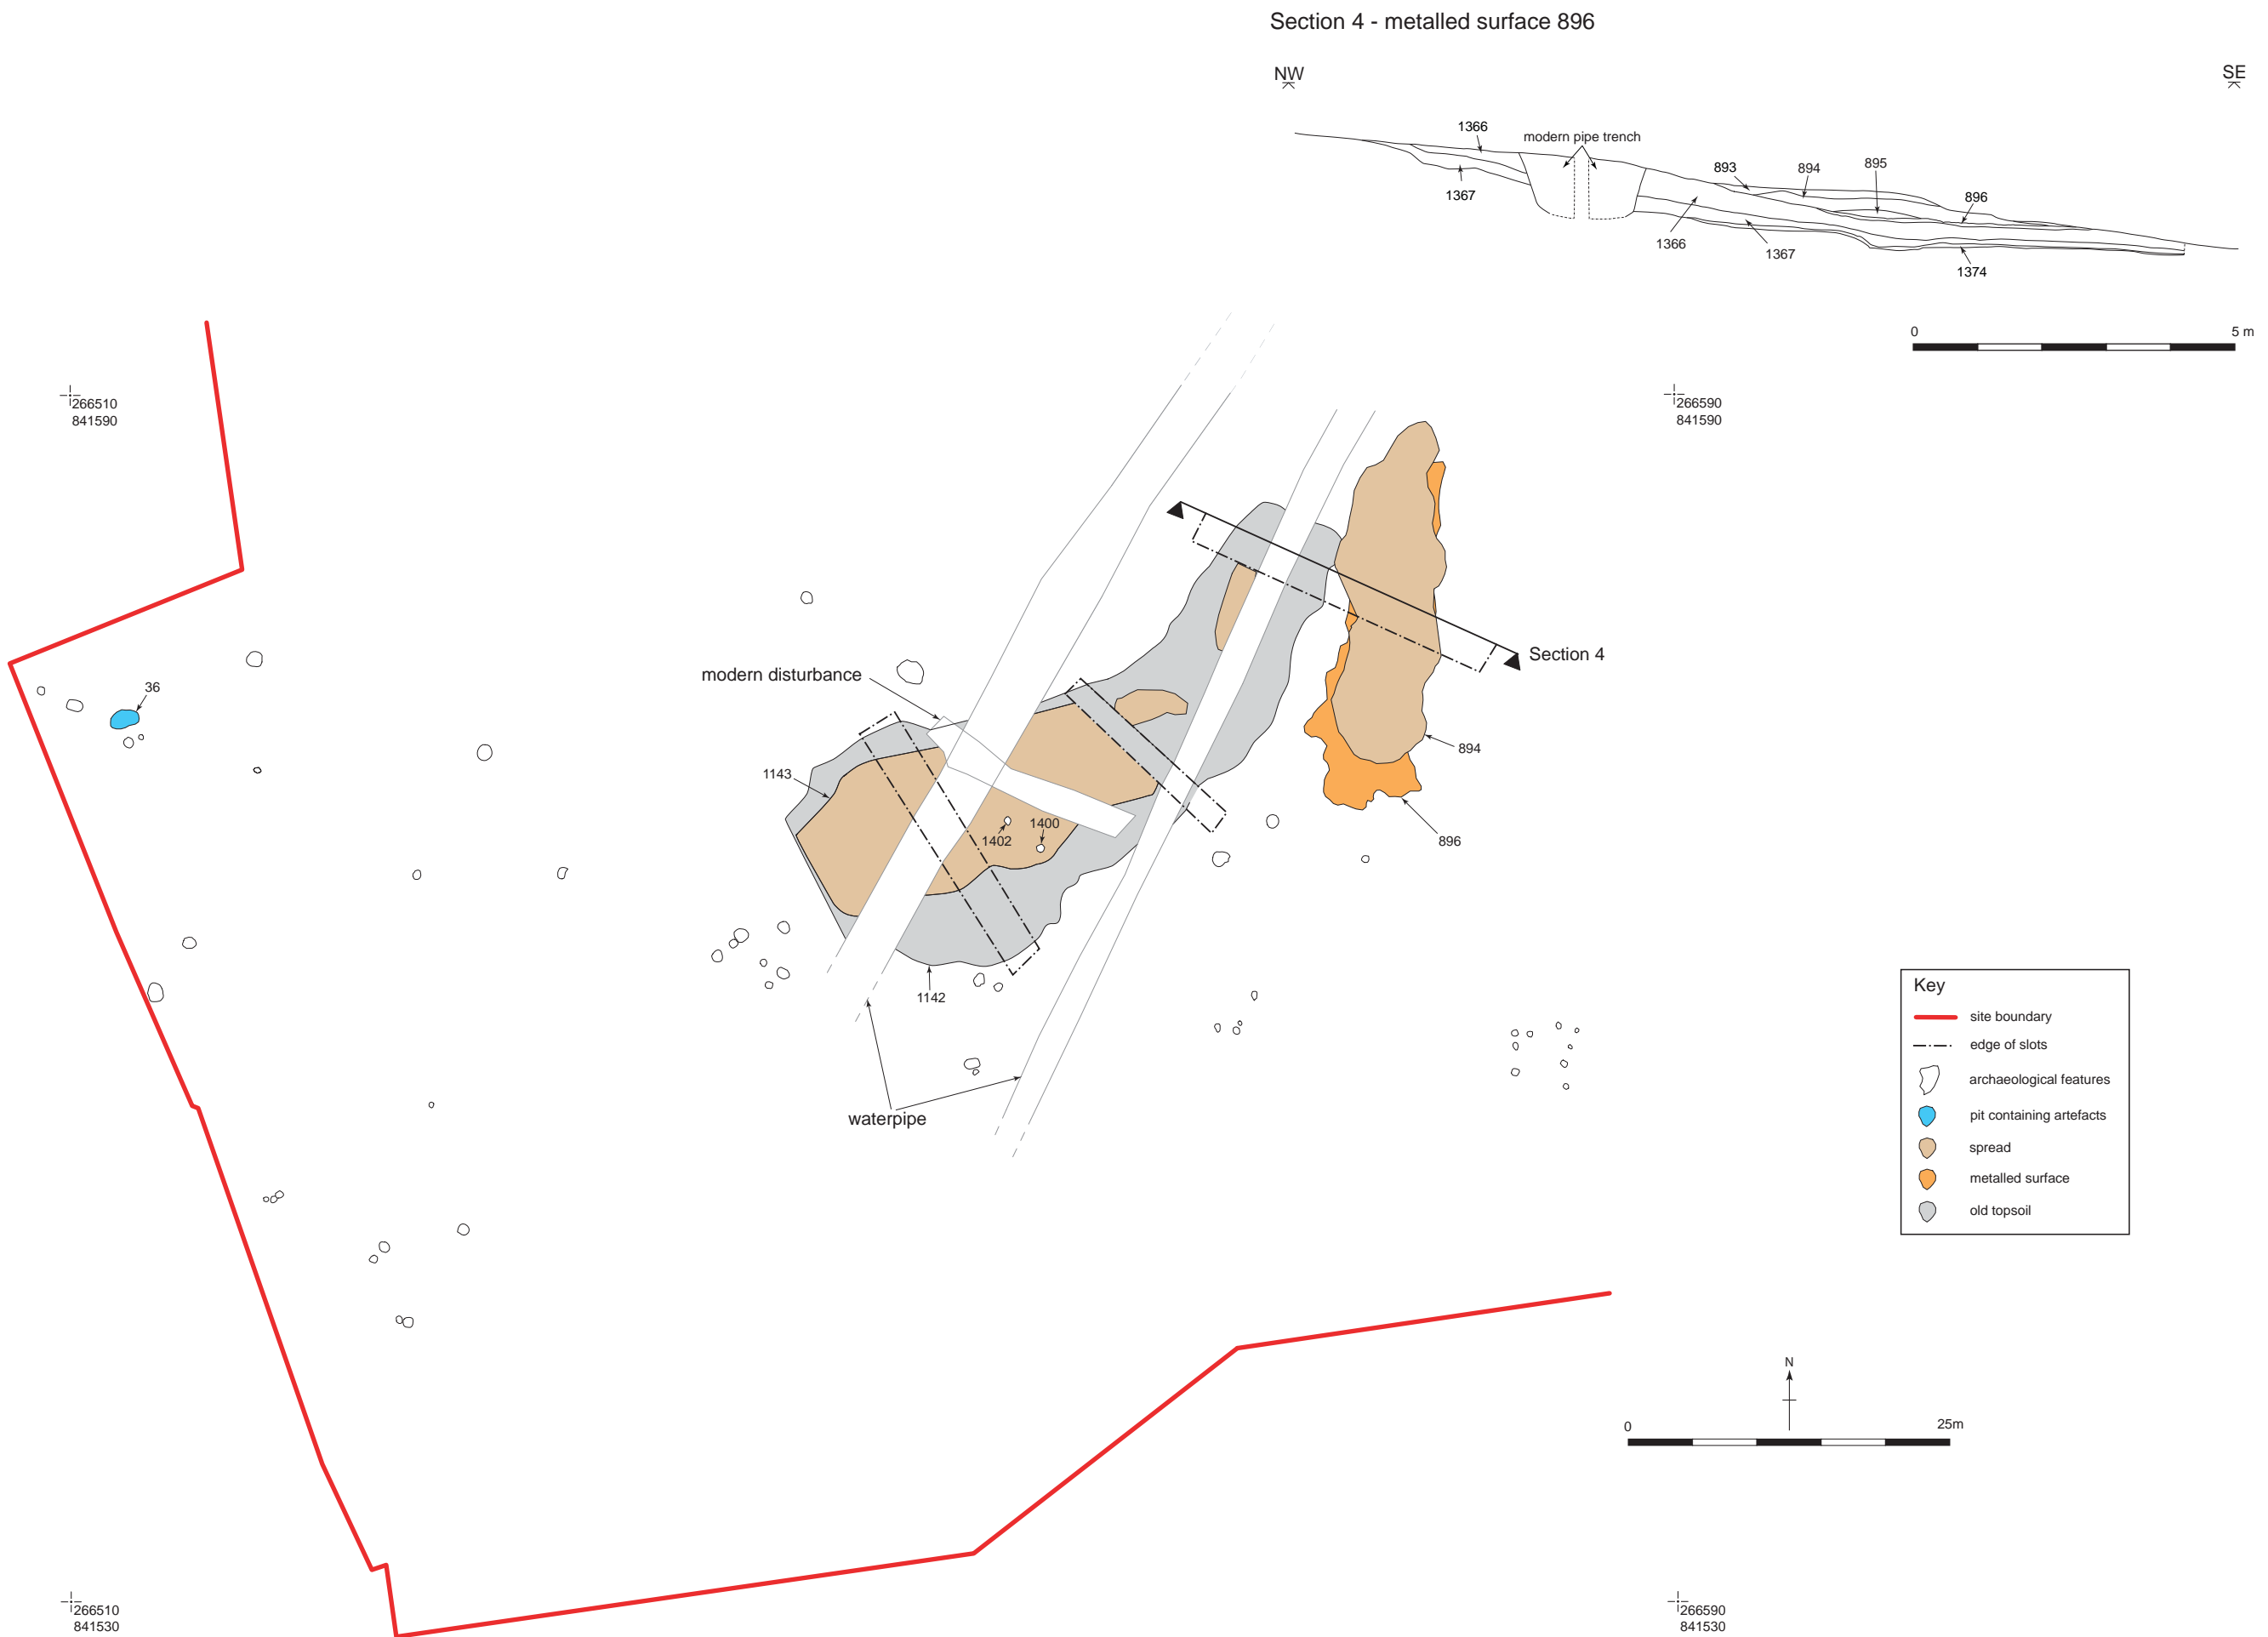 Section 4 - metalled surface 896
NW
SE
1366
modern pipe trench
893
894
895
896
1367
1366
1367
1374
0
5 m
266510
841590
266590
841590
36
modern disturbance
Section 4
1143
894
1402
1400
896
1142
waterpipe
Key
site boundary
edge of slots
archaeological features
pit containing artefacts
spread
metalled surface
old topsoil
N
0
25m
266510
841530
266590
841530